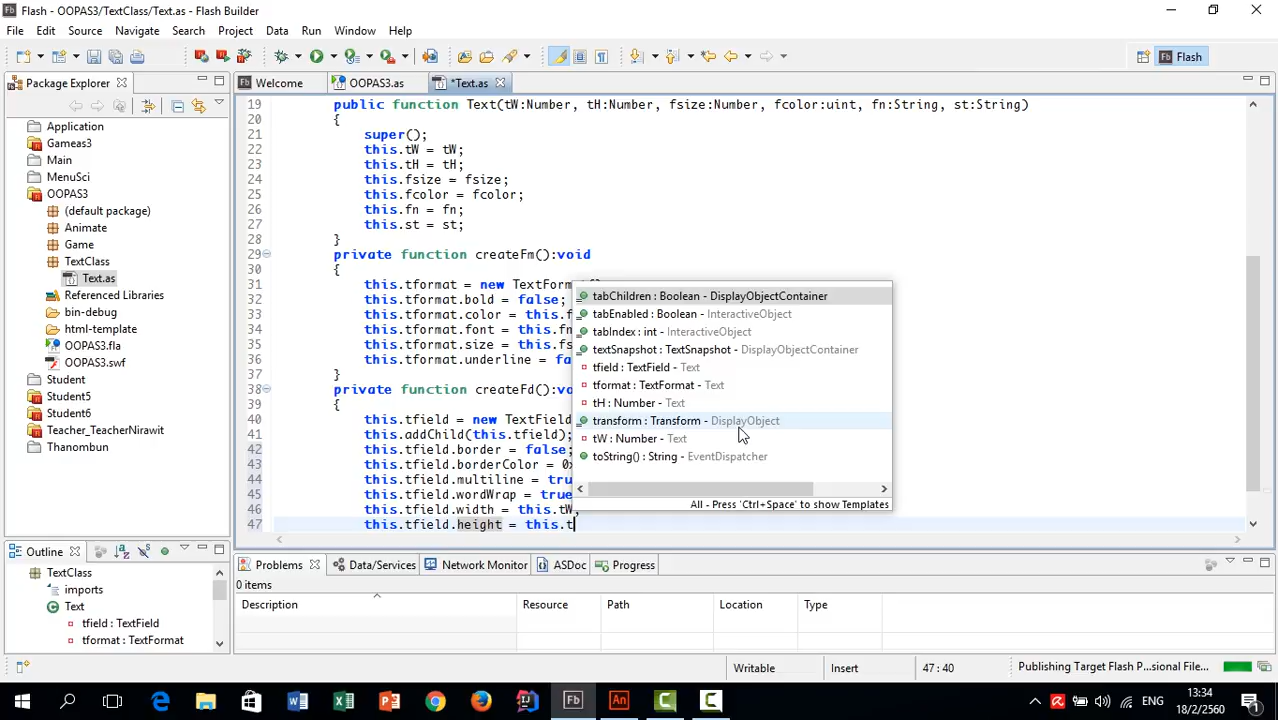 Flash - OOPAS3/TextClass/Text.as - Flash Builder
File Edit Source Navigate Search Project Data Run Window Help
Flash
Package Explorer
Welcome OOPAS3.as *Text.as
Application
Gameas3
Main
MenuSci
OOPAS3
(default package)
Animate
Game
TextClass
Text.as
Referenced Libraries
bin-debug
html-template
OOPAS3.fla
OOPAS3.swf
Student
Student5
Student6
Teacher_TeacherNirawit
Thanombun
19 public function Text(tW:Number, tH:Number, fsize:Number, fcolor:uint, fn:String, st:String)
20 {
21 super();
22 this.tW = tW;
23 this.tH = tH;
24 this.fsize = fsize;
25 this.fcolor = fcolor;
26 this.fn = fn;
27 this.st = st;
28 }
29 private function createFm():void
30 {
31 this.tformat = new TextFormat
32 this.tformat.bold = false;
33 this.tformat.color = this.f
34 this.tformat.font = this.fn
35 this.tformat.size = this.fs
36 this.tformat.underline = fa
37 }
38 private function createFd():vo
39 {
40 this.tfield = new TextField
41 this.addChild(this.tfield);
42 this.tfield.border = false;
43 this.tfield.borderColor = 0x
44 this.tfield.multiline = tru
45 this.tfield.wordWrap = true
46 this.tfield.width = this.tW;
47 this.tfield.height = this.t
tabChildren : Boolean - DisplayObjectContainer
tabEnabled : Boolean - InteractiveObject
tabIndex : int - InteractiveObject
textSnapshot : TextSnapshot - DisplayObjectContainer
tfield : TextField - Text
tformat : TextFormat - Text
tH : Number - Text
transform : Transform - DisplayObject
tW : Number - Text
toString() : String - EventDispatcher
All - Press 'Ctrl+Space' to show Templates
Outline
TextClass
imports
Text
tfield : TextField
tformat : TextFormat
Problems Data/Services Network Monitor ASDoc Progress
0 items
Description Resource Path Location Type
Writable Insert 47 : 40 Publishing Target Flash P...sional File...
ENG
13:34
18/2/2560